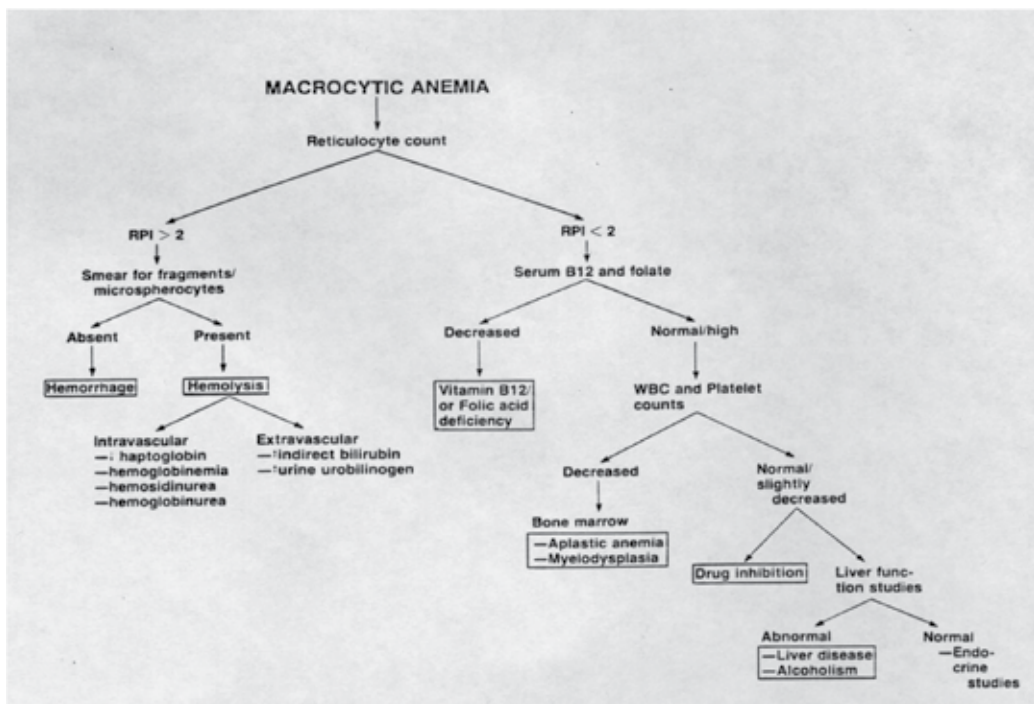 MACROCYTIC ANEMIA
Reticulocyte count
RPI > 2
RPI < 2
Smear for fragments/
microspherocytes
Serum B12 and folate
Absent
Present
Decreased
Normal/high
Hemorrhage
Hemolysis
Vitamin B12/
or Folic acid
deficiency
WBC and Platelet
counts
Intravascular
—↓ haptoglobin
—hemoglobinemia
—hemosidinurea
—hemoglobinurea
Extravascular
—↑indirect bilirubin
—↑urine urobilinogen
Decreased
Normal/
slightly
decreased
Bone marrow
—Aplastic anemia
—Myelodysplasia
Drug inhibition
Liver func-
tion studies
Abnormal
—Liver disease
—Alcoholism
Normal
—Endo-
crine
studies